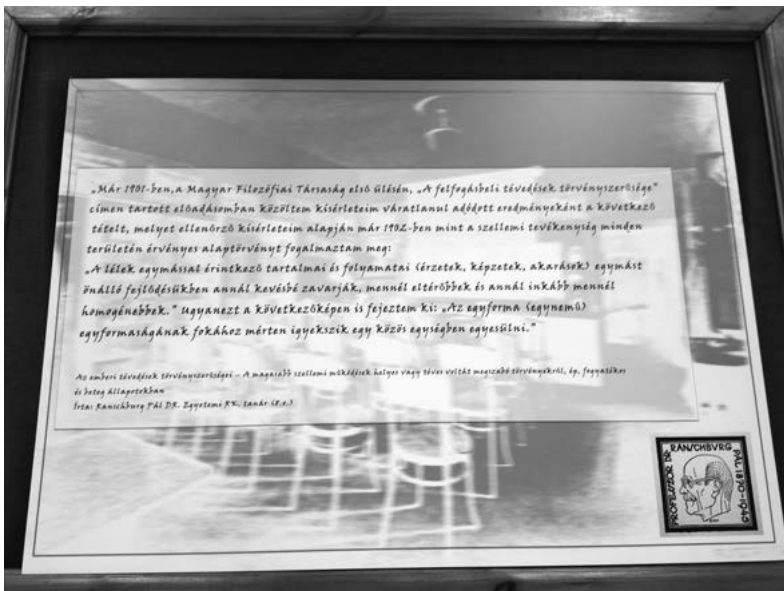 „Már 1901-ben, a Magyar Filozófiai Társaság első ülésén, „A felfogásbeli tévedések törvényszerűsége”
címen tartott előadásomban közöltem kísérleteim váratlanul adódott eredményeként a következő
tételt, melyet ellenőrző kísérleteim alapján már 1902-ben mint a szellemi tevékenység minden
területén érvényes alaptörvényt fogalmaztam meg:
„A lélek egymással érintkező tartalmai és folyamatai (érzetek, képzetek, akarások) egymást
önálló fejlődésükben annál kevésbé zavarják, mennél eltérőbbek és annál inkább mennél
homogénebbek.” ugyanezt a következőképen is fejeztem ki: „Az egyforma (egynemű)
egyformaságának fokához mérten igyekszik egy közös egységben egyesülni.”
Az emberi tévedések törvényszerűségei – A magasabb szellemi működések helyes vagy téves voltát megszabó törvényekről, ép, fogyatékos
és beteg állapotokban
Írta: Ranschburg Pál DR. Egyetemi RK. tanár (8.o.)
PROFESSZOR DR. RANSCHBVRG PÁL 1870-1945